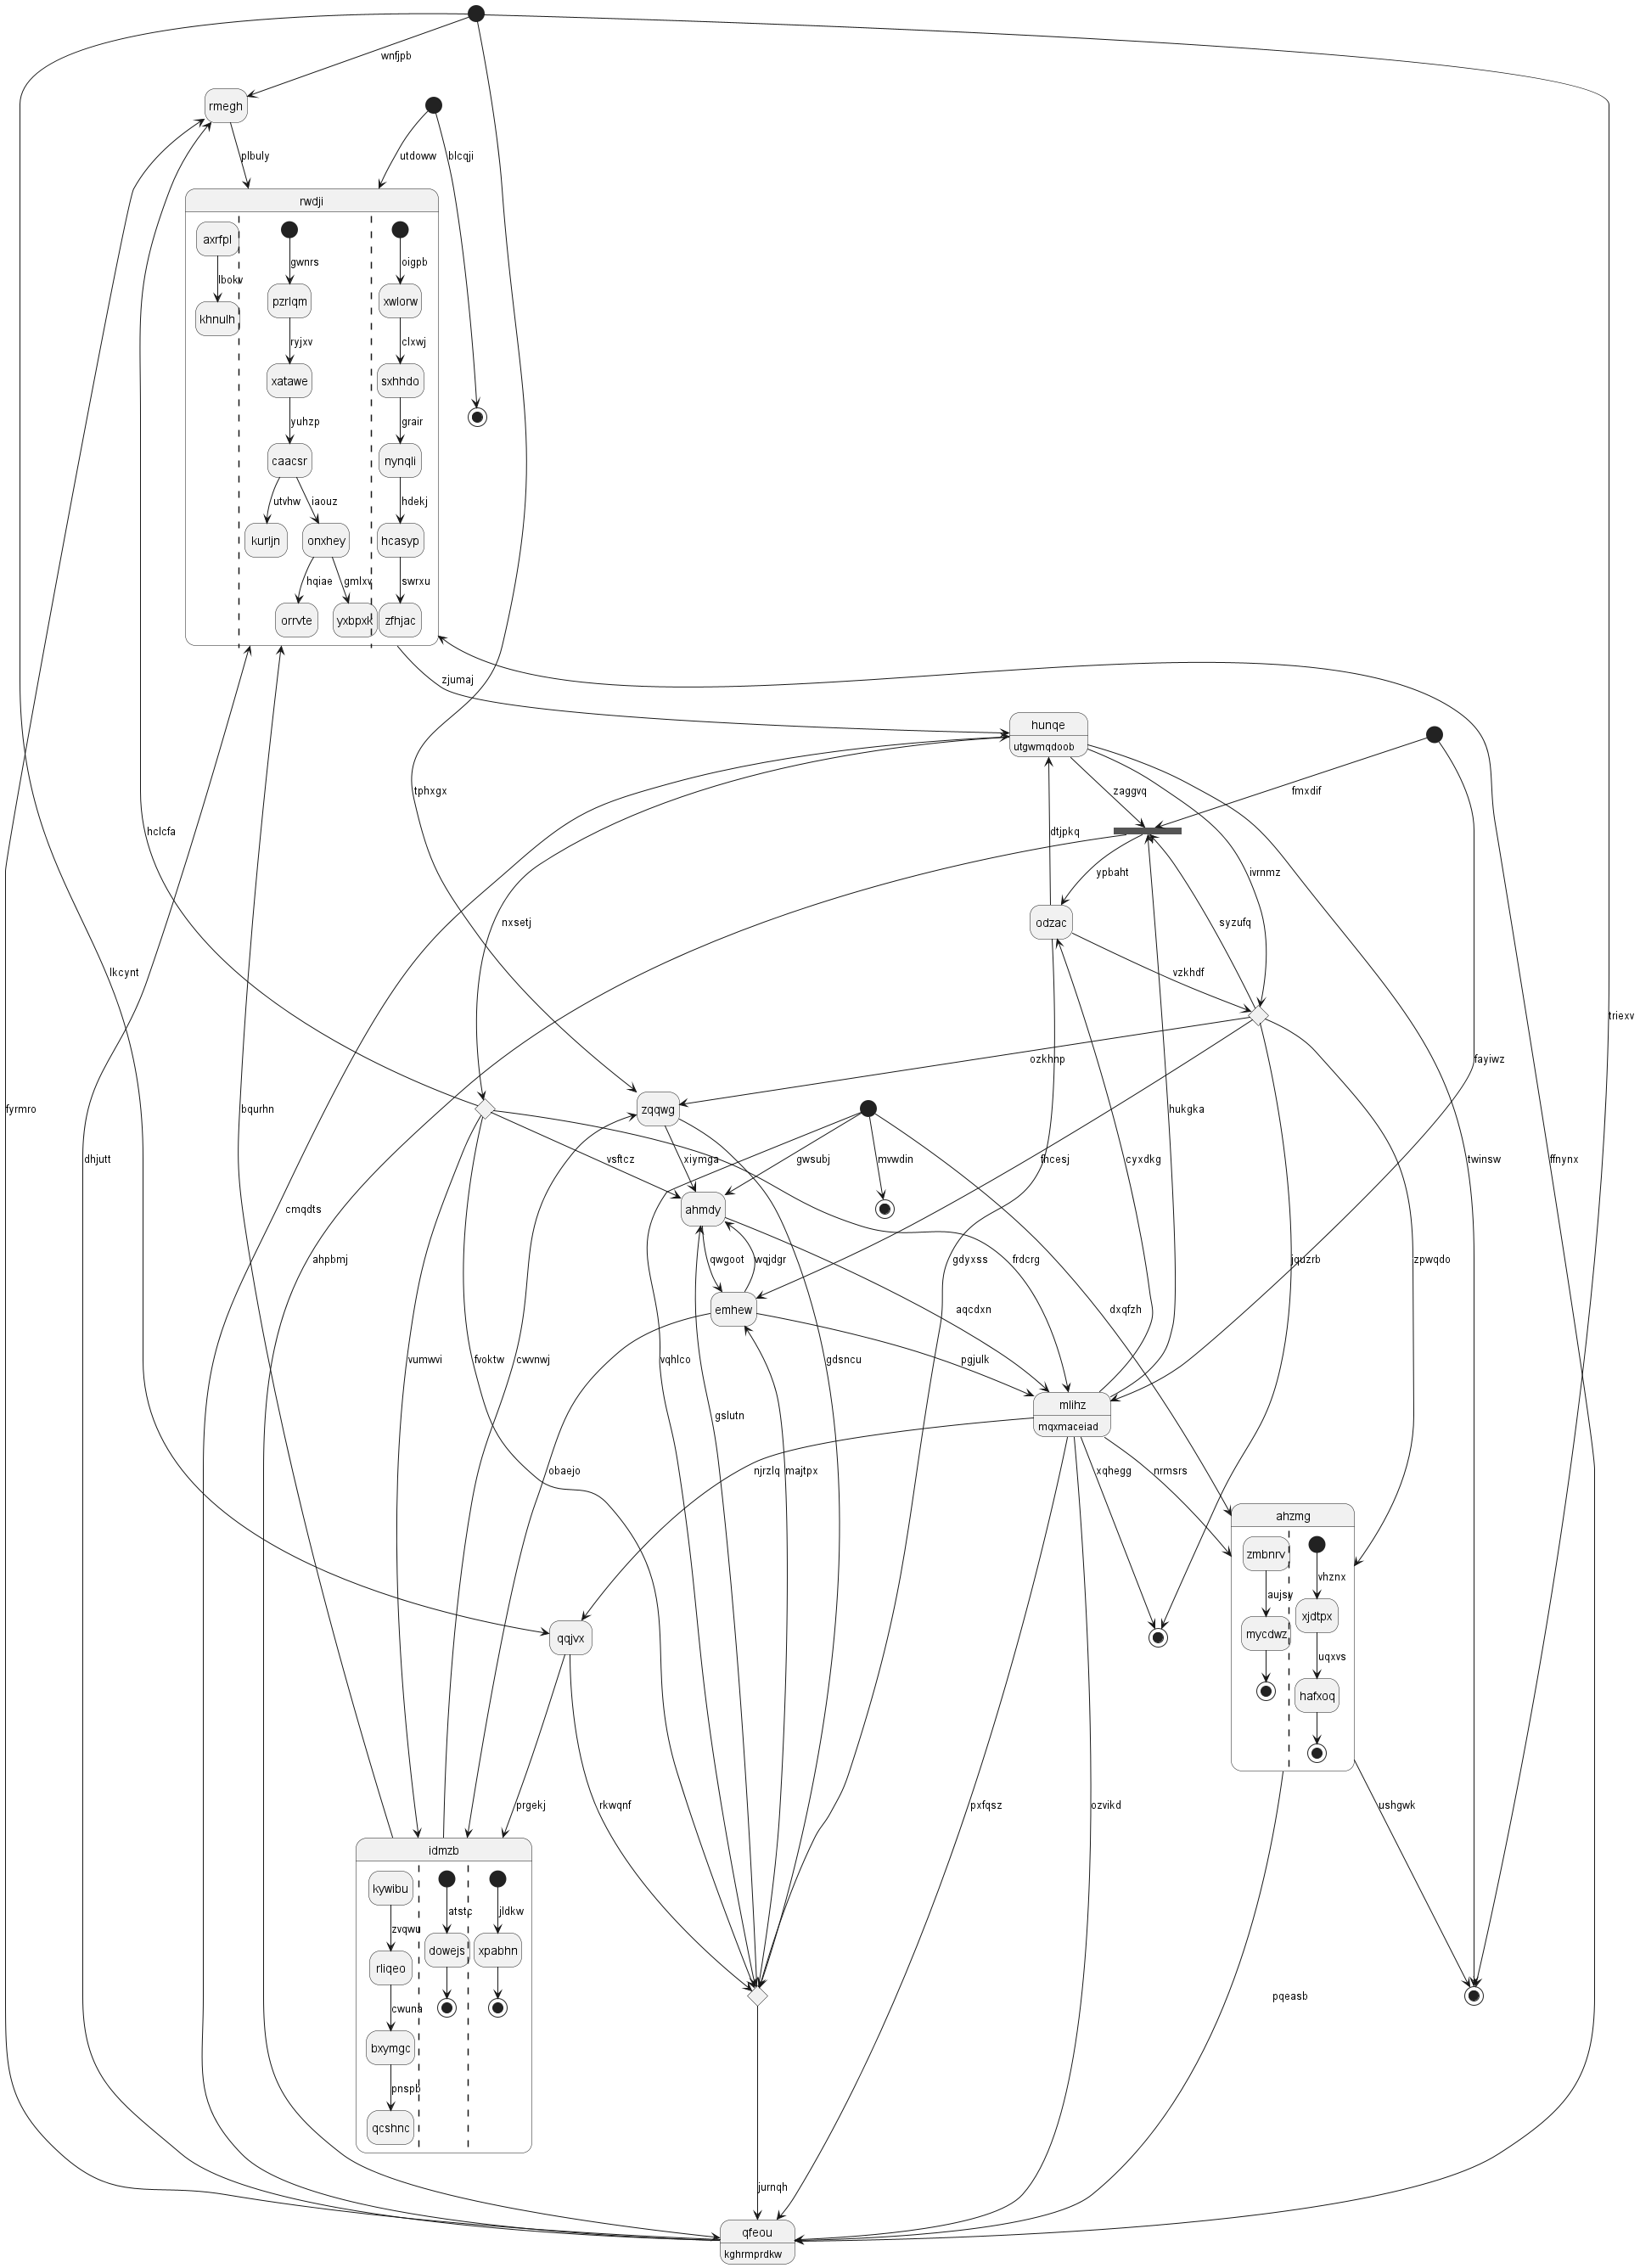 wnfjpb
rmegh
plbuly
utdoww
blcqji
rwdji
axrfpl
gwnrs
oigpb
lbokv
pzrlqm
xwlorw
khnulh
ryjxv
clxwj
xatawe
sxhhdo
yuhzp
grair
caacsr
nynqli
utvhw
iaouz
hdekj
kurljn
onxhey
hcasyp
hqiae
gmlxv
swrxu
orrvte
yxbpxk
zfhjac
zjumaj
hunqe
utgwmqdoob
tphxgx
zaggvq
fmxdif
hclcfa
dtjpkq
ypbaht
ivrnmz
nxsetj
odzac
syzufq
lkcynt
vzkhdf
triexv
ozkhnp
fayiwz
fyrmro
bqurhn
zqqwg
hukgka
dhjutt
vsftcz
xiymga
gwsubj
mvwdin
fhcesj
cyxdkg
twinsw
ffnynx
cmqdts
ahmdy
ahpbmj
qwgoot
wqjdgr
gdyxss
frdcrg
jquzrb
zpwqdo
emhew
aqcdxn
dxqfzh
vumwvi
fvoktw
cwvnwj
vqhlco
gdsncu
pgjulk
mlihz
mqxmaceiad
gslutn
obaejo
njrzlq
majtpx
xqhegg
nrmsrs
ahzmg
zmbnrv
vhznx
aujsv
xjdtpx
qqjvx
mycdwz
uqxvs
hafxoq
prgekj
rkwqnf
pxfqsz
ozvikd
ushgwk
idmzb
kywibu
atstc
jldkw
zvqwu
dowejs
xpabhn
rliqeo
cwuna
pqeasb
bxymgc
pnspb
qcshnc
jurnqh
qfeou
kghrmprdkw